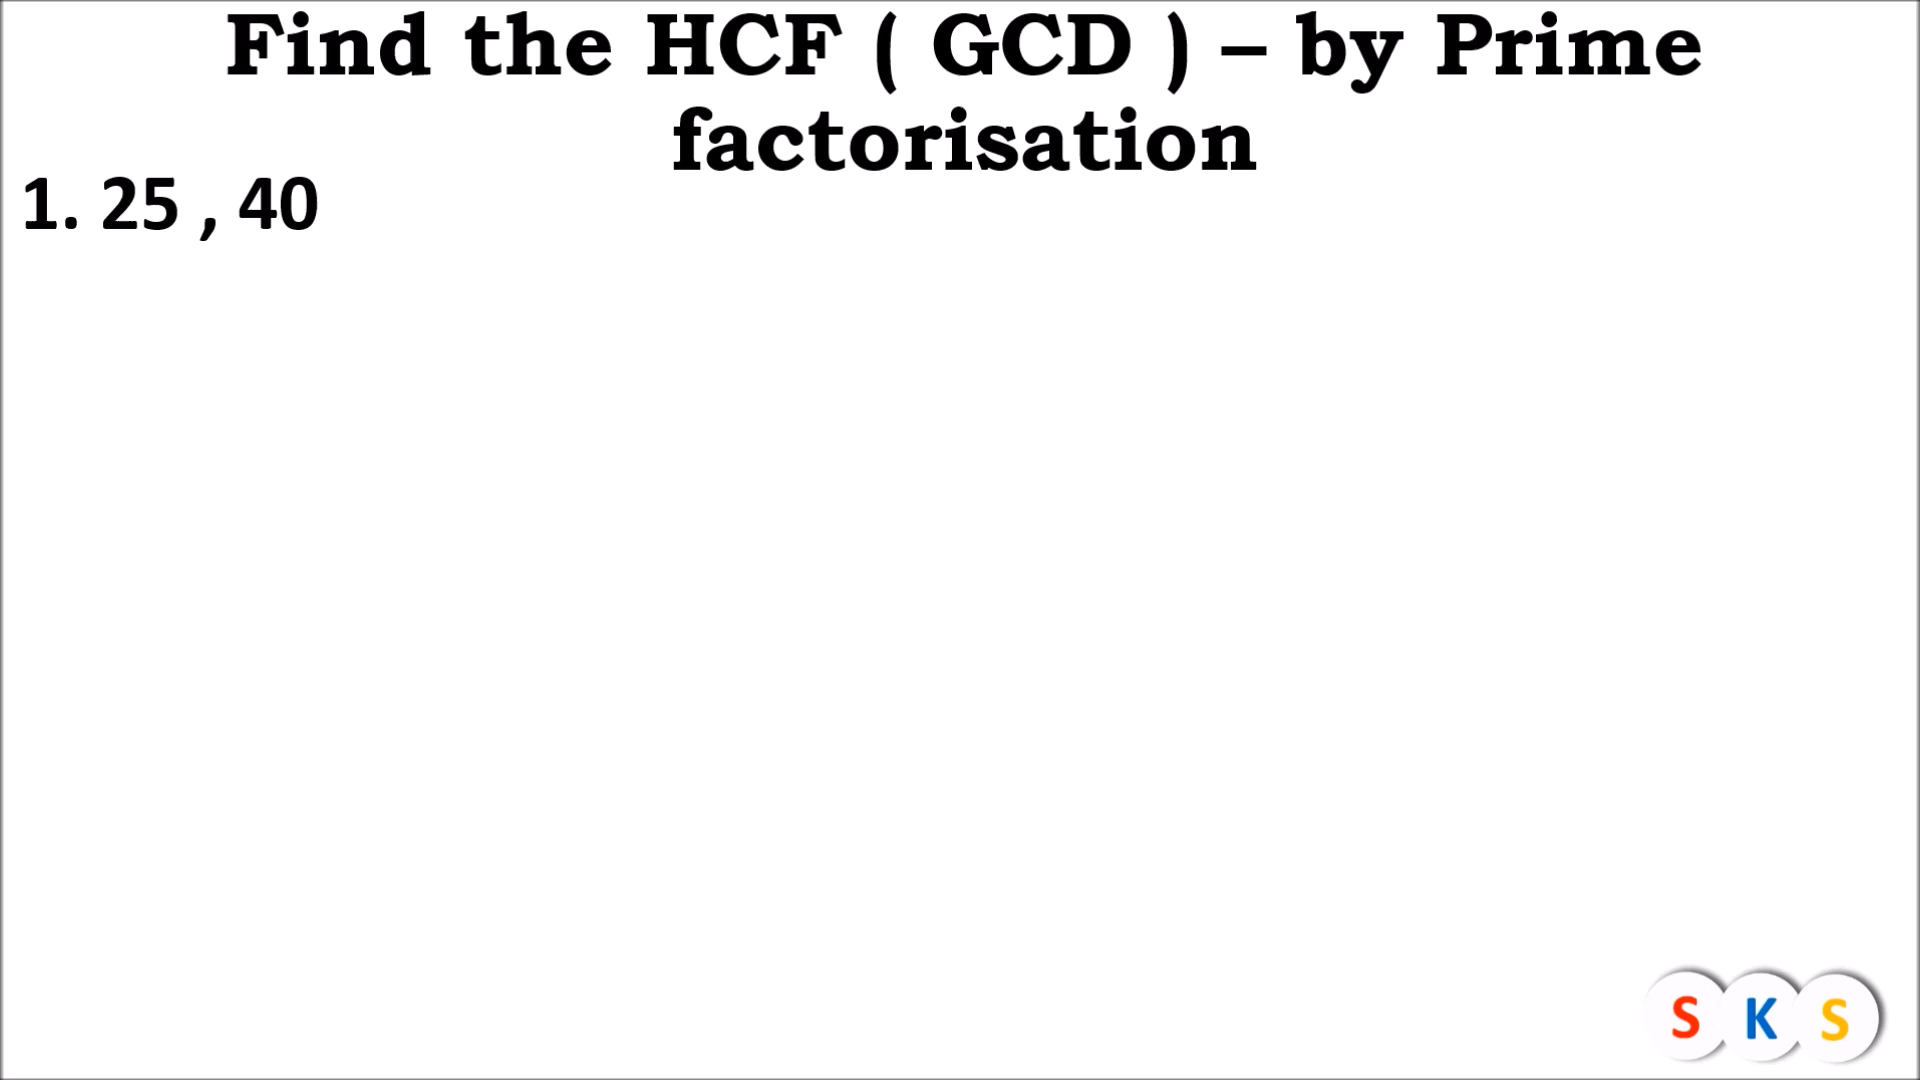 Find the HCF ( GCD ) – by Prime
factorisation
1. 25 , 40
S K S